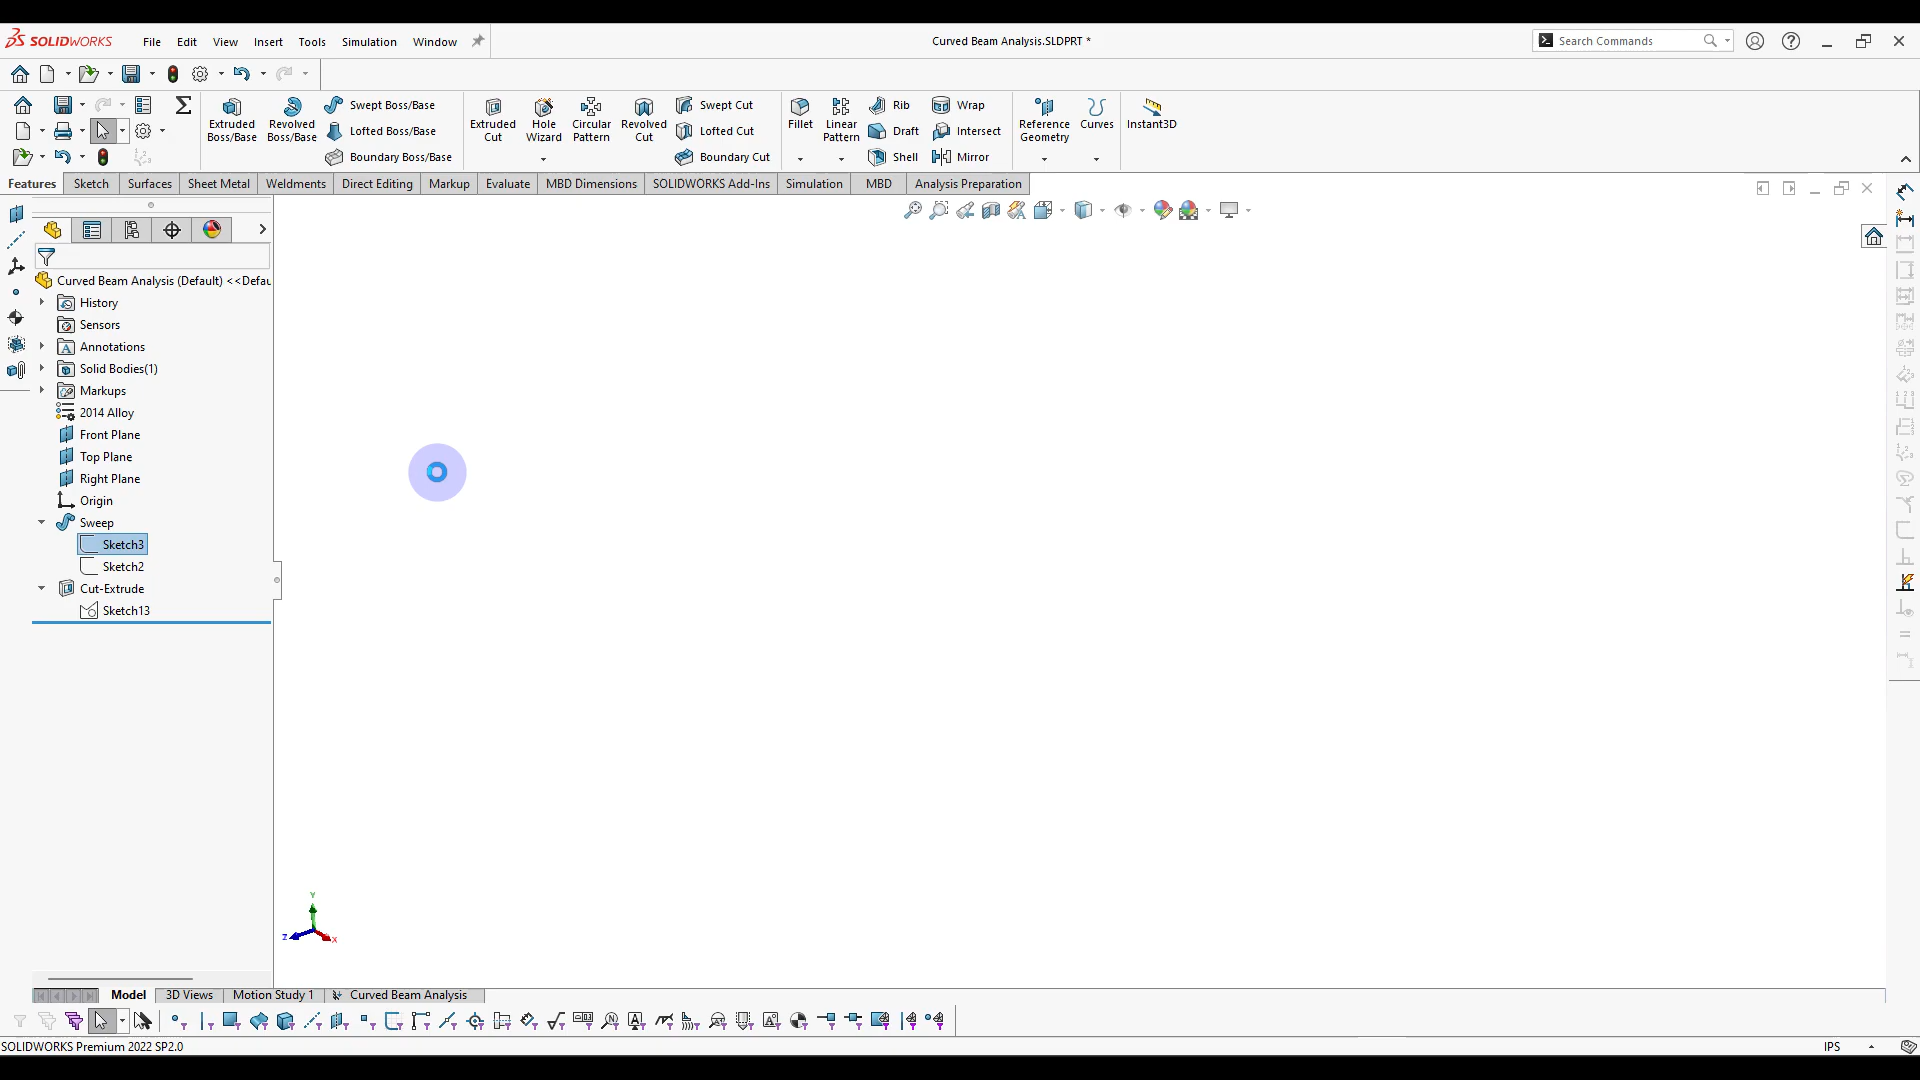 SOLIDWORKS File Edit View Insert Tools Simulation Window Curved Beam Analysis.SLDPRT * Search Commands
Extruded Boss/Base
Revolved Boss/Base
Swept Boss/Base
Lofted Boss/Base
Boundary Boss/Base
Extruded Cut
Hole Wizard
Circular Pattern
Revolved Cut
Swept Cut
Lofted Cut
Boundary Cut
Fillet
Linear Pattern
Rib
Draft
Shell
Wrap
Intersect
Mirror
Reference Geometry
Curves
Instant3D
Features Sketch Surfaces Sheet Metal Weldments Direct Editing Markup Evaluate MBD Dimensions SOLIDWORKS Add-Ins Simulation MBD Analysis Preparation
Curved Beam Analysis (Default) <<Defau
History
Sensors
Annotations
Solid Bodies(1)
Markups
2014 Alloy
Front Plane
Top Plane
Right Plane
Origin
Sweep
Sketch3
Sketch2
Cut-Extrude
Sketch13
Y
Z X
Model 3D Views Motion Study 1 Curved Beam Analysis
SOLIDWORKS Premium 2022 SP2.0 IPS